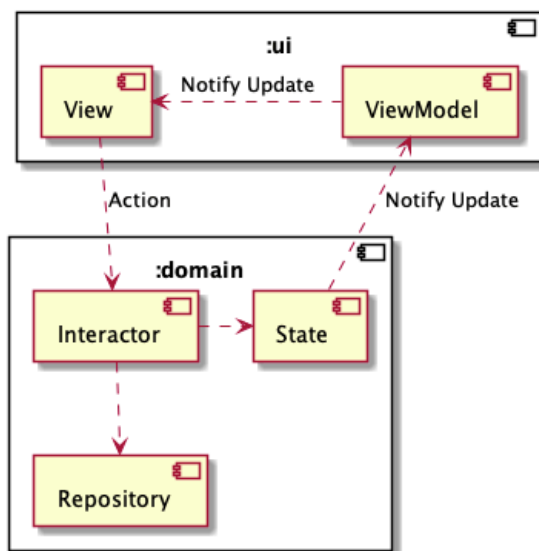 :ui
View
Notify Update
ViewModel
Action
Notify Update
:domain
Interactor
State
Repository